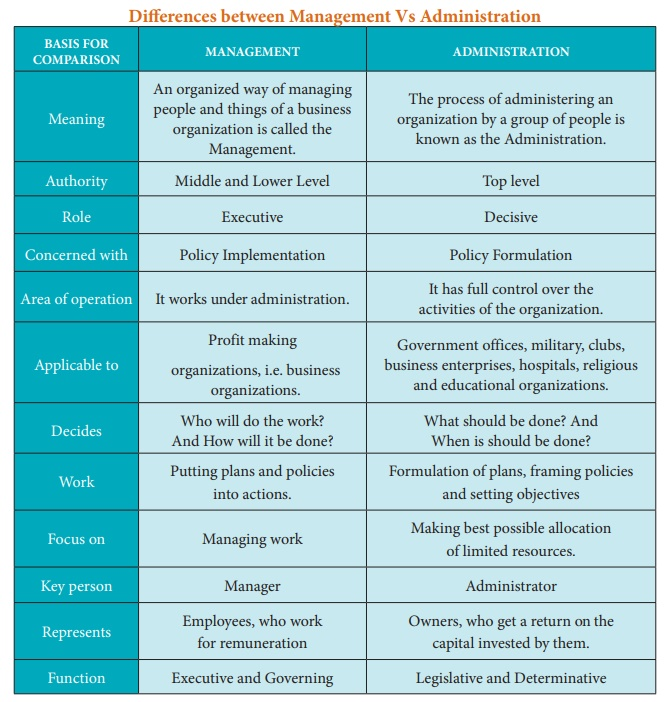 Differences between Management Vs Administration
BASIS FOR
COMPARISON
MANAGEMENT
ADMINISTRATION
Meaning
An organized way of managing
people and things of a business
organization is called the
Management.
The process of administering an
organization by a group of people is
known as the Administration.
Authority
Middle and Lower Level
Top level
Role
Executive
Decisive
Concerned with
Policy Implementation
Policy Formulation
Area of operation
It works under administration.
It has full control over the
activities of the organization.
Applicable to
Profit making
organizations, i.e. business
organizations.
Government offices, military, clubs,
business enterprises, hospitals, religious
and educational organizations.
Decides
Who will do the work?
And How will it be done?
What should be done? And
When is should be done?
Work
Putting plans and policies
into actions.
Formulation of plans, framing policies
and setting objectives
Focus on
Managing work
Making best possible allocation
of limited resources.
Key person
Manager
Administrator
Represents
Employees, who work
for remuneration
Owners, who get a return on the
capital invested by them.
Function
Executive and Governing
Legislative and Determinative